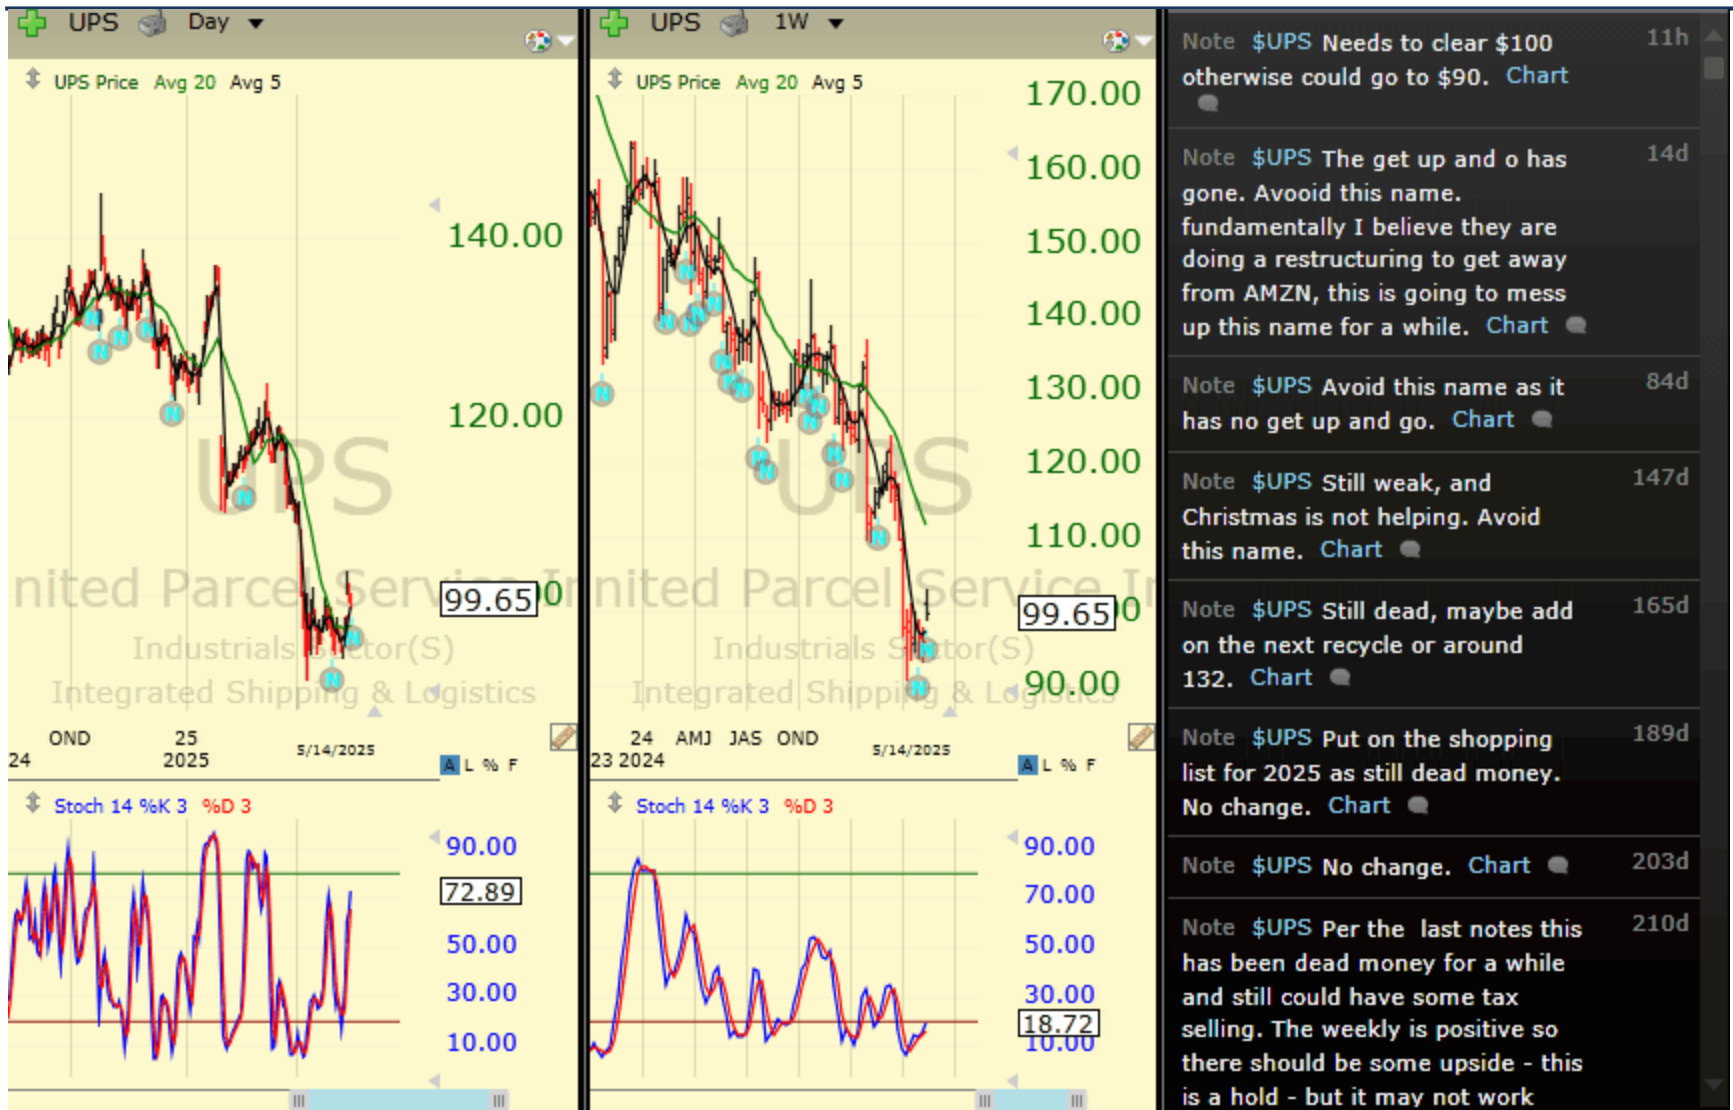 UPS Day
UPS Price Avg 20 Avg 5
140.00
120.00
99.65
UPS
Industrials
Integrated Shipping & Logistics
OND 25 5/14/2025
24 2025
A L % F
Stoch 14 %K 3 %D 3
90.00
72.89
50.00
30.00
10.00
UPS 1W
UPS Price Avg 20 Avg 5
170.00
160.00
150.00
140.00
130.00
120.00
110.00
99.65
90.00
UPS
nited Parcel Service In
Industrials Sector(S)
Integrated Shipping & Logistics
24 AMJ JAS OND 5/14/2025
23 2024
A L % F
Stoch 14 %K 3 %D 3
90.00
70.00
50.00
30.00
18.72
10.00
Note $UPS Needs to clear $100 11h
otherwise could go to $90. Chart
Note $UPS The get up and o has 14d
gone. Avooid this name.
fundamentally I believe they are
doing a restructuring to get away
from AMZN, this is going to mess
up this name for a while. Chart
Note $UPS Avoid this name as it 84d
has no get up and go. Chart
Note $UPS Still weak, and 147d
Christmas is not helping. Avoid
this name. Chart
Note $UPS Still dead, maybe add 165d
on the next recycle or around
132. Chart
Note $UPS Put on the shopping 189d
list for 2025 as still dead money.
No change. Chart
Note $UPS No change. Chart 203d
Note $UPS Per the last notes this 210d
has been dead money for a while
and still could have some tax
selling. The weekly is positive so
there should be some upside - this
is a hold - but it may not work